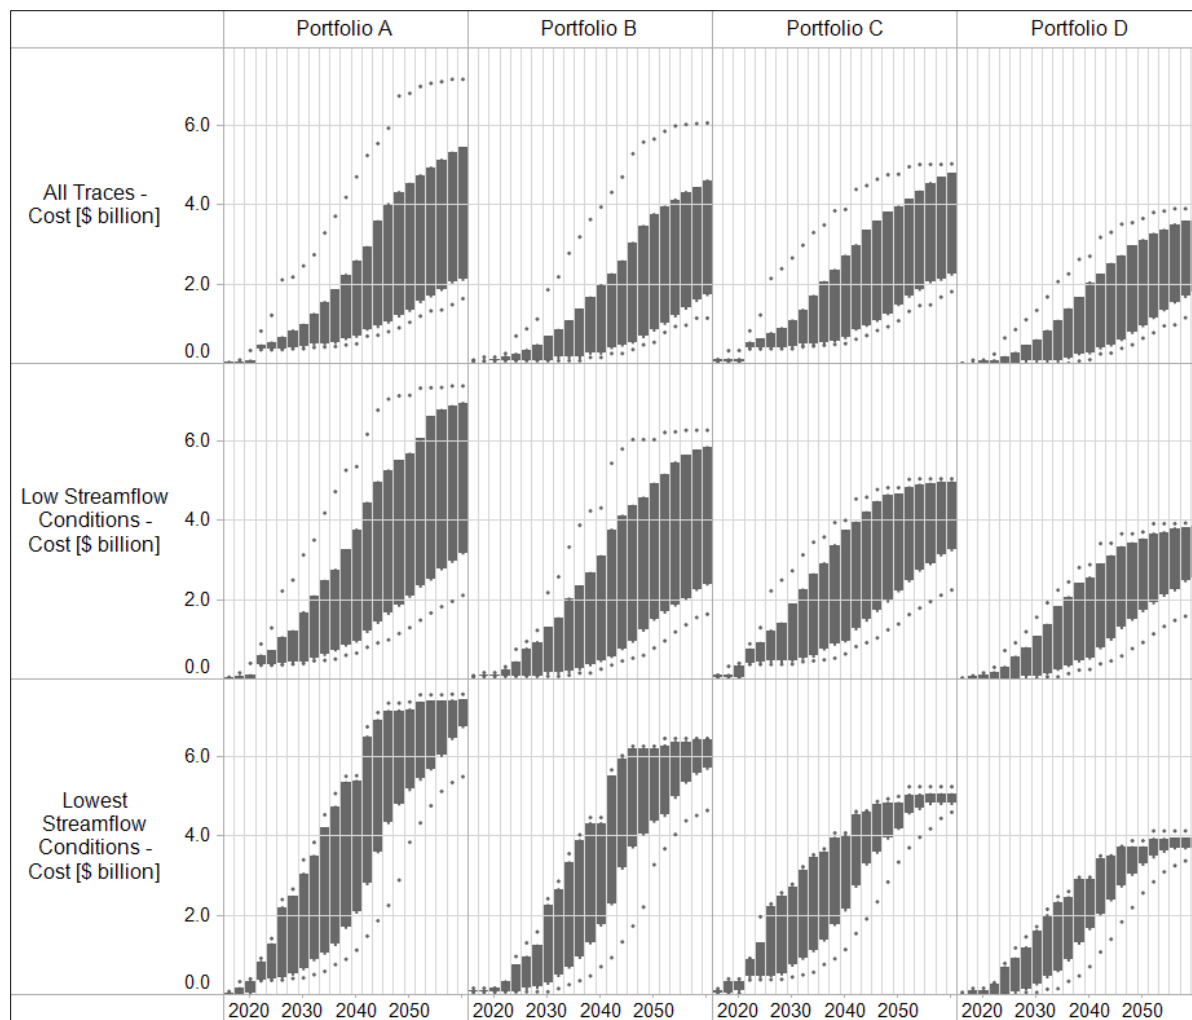 Portfolio A Portfolio B Portfolio C Portfolio D
6.0
All Traces -
Cost [$ billion]
4.0
2.0
0.0
6.0
Low Streamflow
Conditions -
Cost [$ billion]
4.0
2.0
0.0
6.0
Lowest
Streamflow
Conditions -
Cost [$ billion]
4.0
2.0
0.0
2020 2030 2040 2050 2020 2030 2040 2050 2020 2030 2040 2050 2020 2030 2040 2050